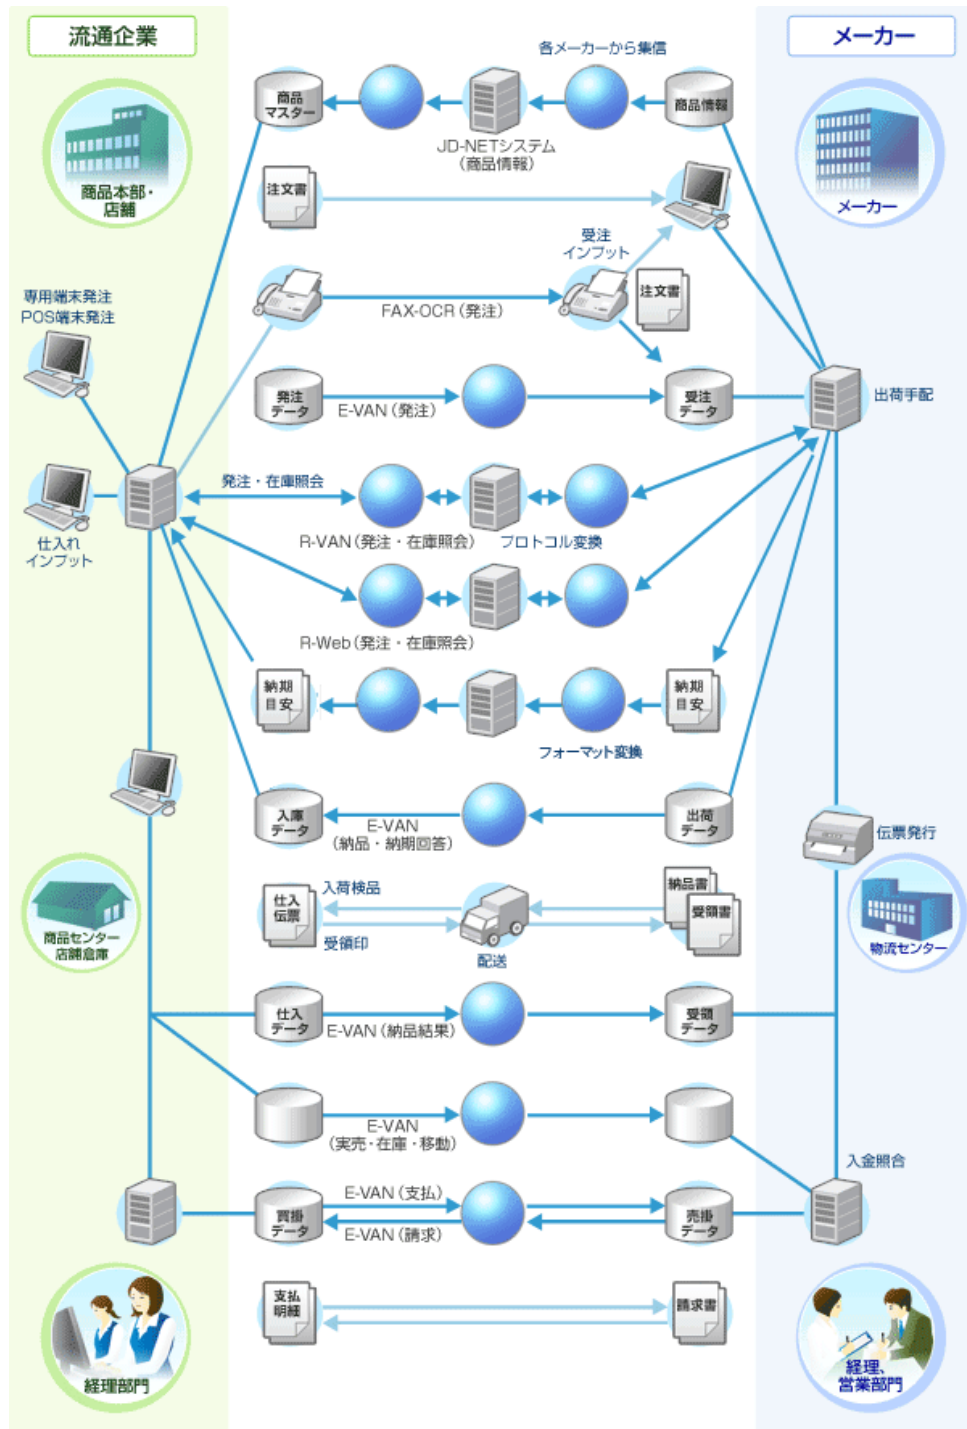 流通企業
メーカー
各メーカーから集信
商品
マスター
商品情報
JD-NETシステム
(商品情報)
商品本部・
店舗
メーカー
注文書
受注
インプット
専用端末発注
POS端末発注
注文書
FAX-OCR(発注)
発注
データ
E-VAN(発注)
受注
データ
出荷手配
発注・在庫照会
仕入れ
インプット
R-VAN(発注・在庫照会)
プロトコル変換
R-Web(発注・在庫照会)
納期
目安
納期
目安
フォーマット変換
入庫
データ
E-VAN
(納品・納期回答)
出荷
データ
伝票発行
仕入
伝票
入荷検品
受領印
配送
納品書
受領書
商品センター
店舗倉庫
物流センター
仕入
データ
E-VAN(納品結果)
受領
データ
E-VAN
(実売・在庫・移動)
入金照合
買掛
データ
E-VAN(支払)
E-VAN(請求)
売掛
データ
支払
明細
請求書
経理部門
経理、
営業部門